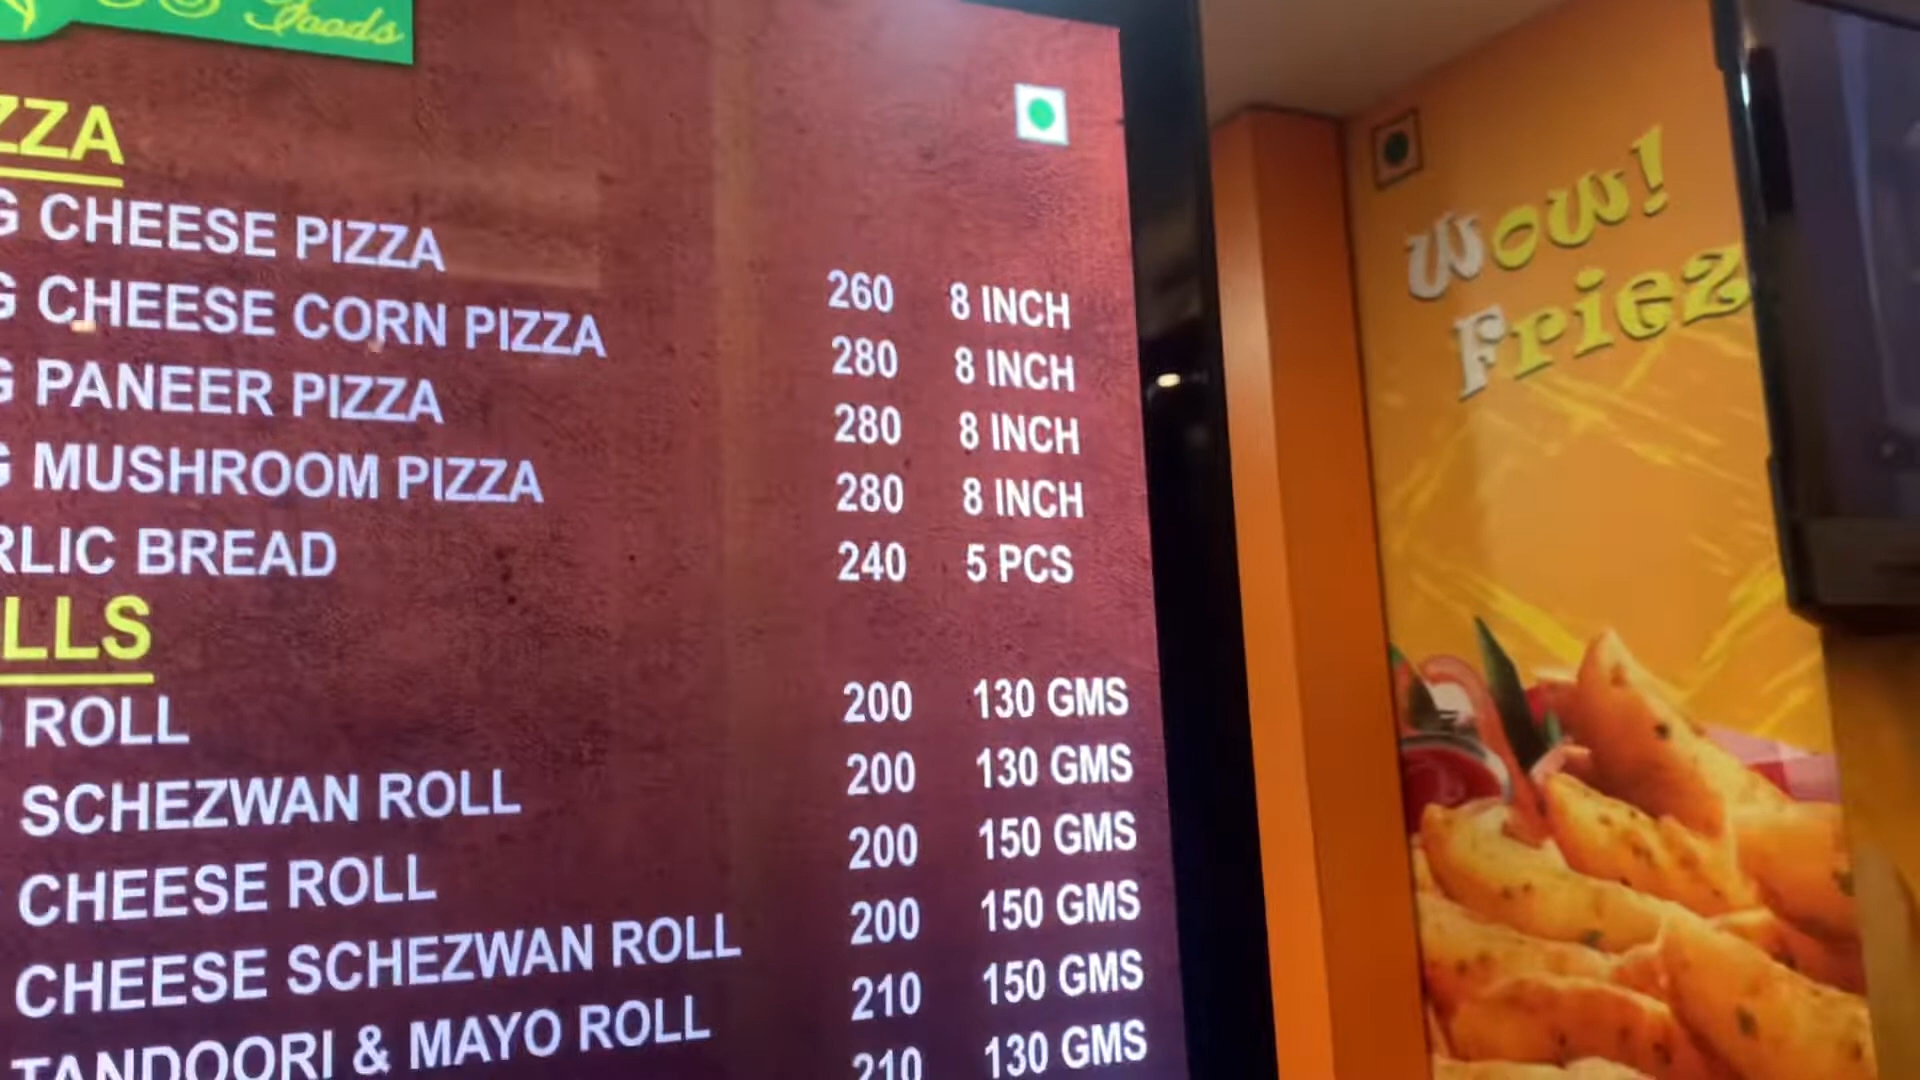 Foods
CHEESE PIZZA 260 8 INCH
CHEESE CORN PIZZA 280 8 INCH
PANEER PIZZA 280 8 INCH
MUSHROOM PIZZA 280 8 INCH
RLIC BREAD 240 5 PCS
LLS
ROLL 200 130 GMS
SCHEZWAN ROLL 200 130 GMS
CHEESE ROLL 200 150 GMS
CHEESE SCHEZWAN ROLL 200 150 GMS
TANDOORI & MAYO ROLL 210 150 GMS
210 130 GMS
Wow!
Friez